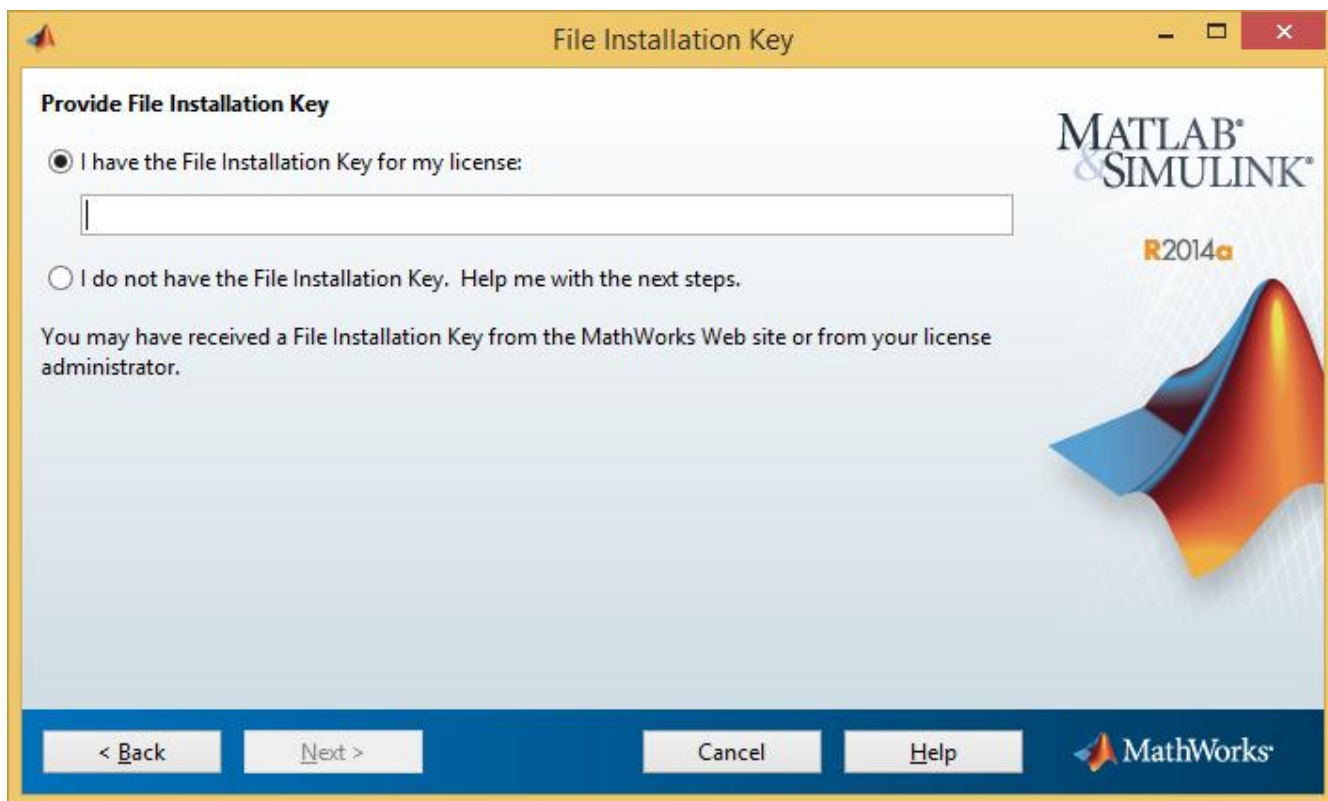 File Installation Key
Provide File Installation Key
I have the File Installation Key for my license:
I do not have the File Installation Key. Help me with the next steps.
You may have received a File Installation Key from the MathWorks Web site or from your license
administrator.
MATLAB®
&SIMULINK®
R2014a
< Back
Next >
Cancel
Help
MathWorks®